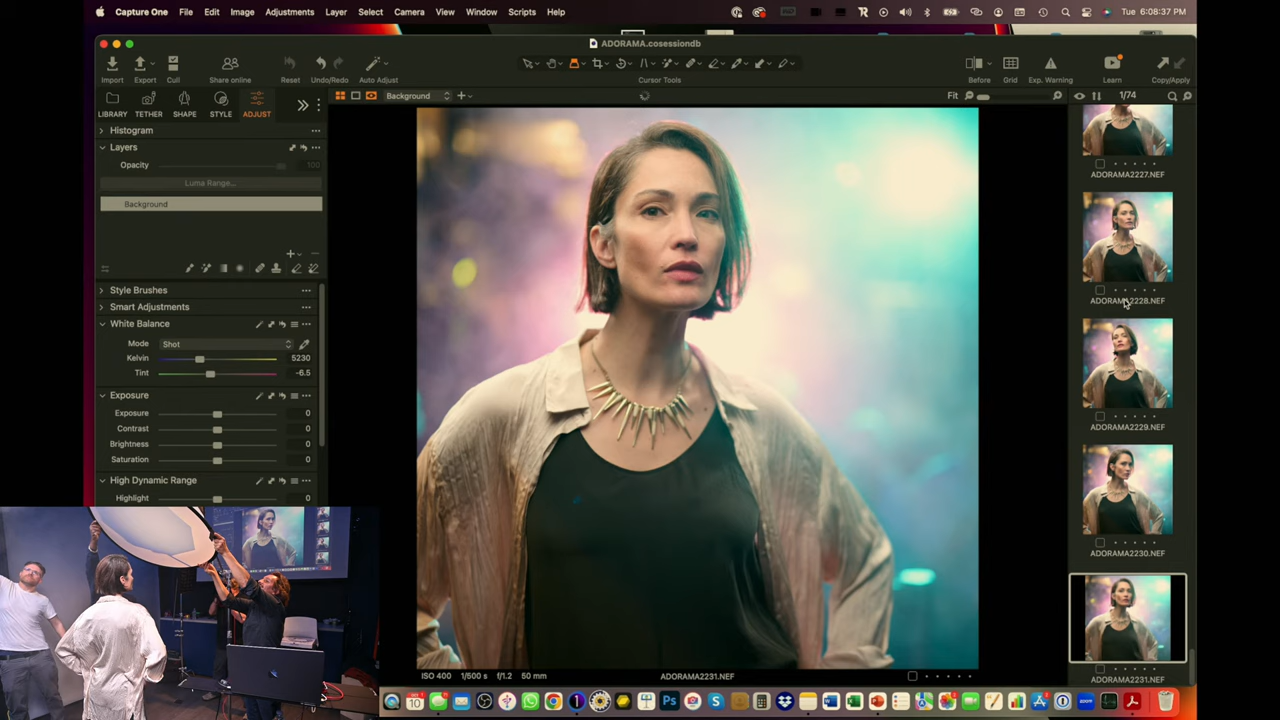 Capture One File Edit Image Adjustments Layer Select Camera View Window Scripts Help Tue 6:08:37 PM
ADORAMA.cosessiondb
Import Export Cull Share online Reset Undo/Redo Auto Adjust Cursor Tools Before Grid Exp. Warning Learn Copy/Apply
Background Fit 1/74
LIBRARY TETHER SHAPE STYLE ADJUST
Histogram
Layers
Opacity 100
Luma Range...
Background
Style Brushes
Smart Adjustments
White Balance
Mode Shot
Kelvin 5230
Tint -6.5
Exposure
Exposure 0
Contrast 0
Brightness 0
Saturation 0
High Dynamic Range
Highlight 0
ADORAMA2227.NEF
ADORAMA2228.NEF
ADORAMA2229.NEF
ADORAMA2230.NEF
ADORAMA2231.NEF
ISO 400 1/500 s f/1.2 50 mm ADORAMA2231.NEF